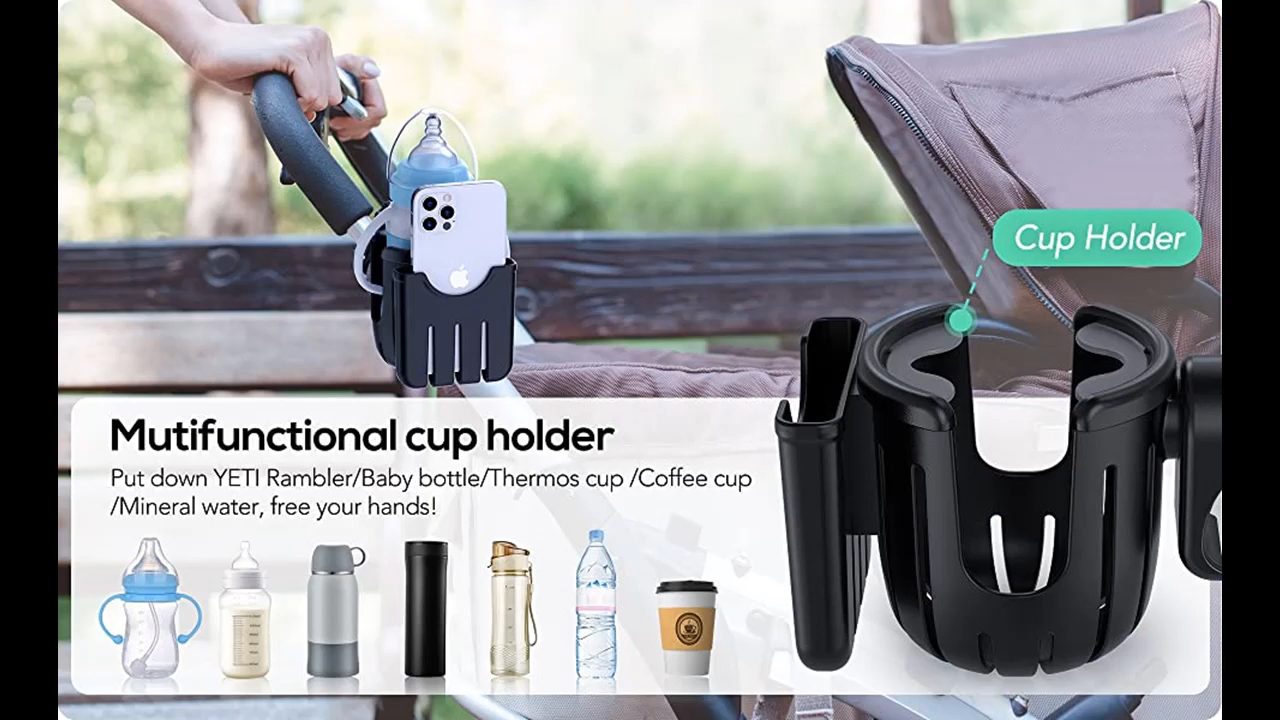 Cup Holder
Mutifunctional cup holder
Put down YETI Rambler/Baby bottle/Thermos cup /Coffee cup
/Mineral water, free your hands!